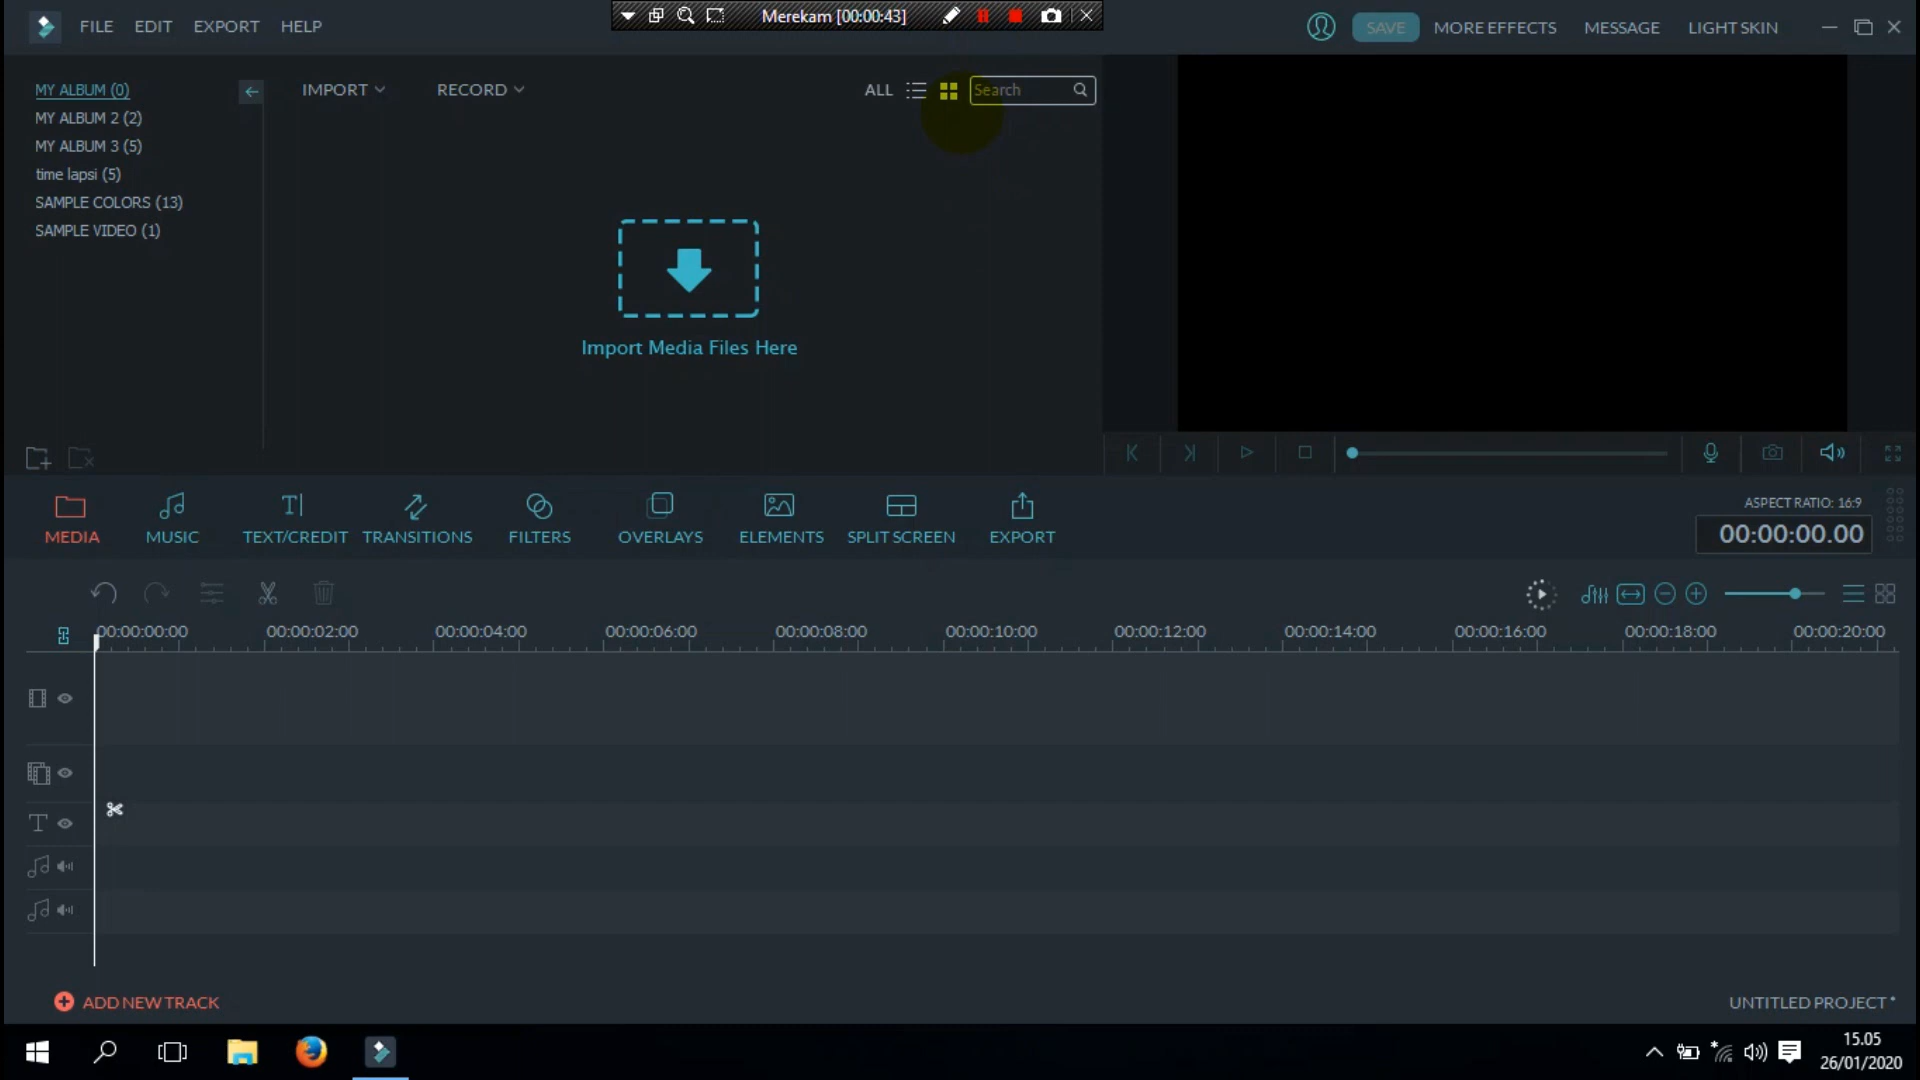 FILE EDIT EXPORT HELP
Merekam [00:00:43]
SAVE MORE EFFECTS MESSAGE LIGHT SKIN
MY ALBUM (0)
MY ALBUM 2 (2)
MY ALBUM 3 (5)
time lapsi (5)
SAMPLE COLORS (13)
SAMPLE VIDEO (1)
IMPORT RECORD ALL Search
Import Media Files Here
MEDIA MUSIC TEXT/CREDIT TRANSITIONS FILTERS OVERLAYS ELEMENTS SPLIT SCREEN EXPORT
ASPECT RATIO: 16:9
00:00:00.00
00:00:00:00 00:00:02:00 00:00:04:00 00:00:06:00 00:00:08:00 00:00:10:00 00:00:12:00 00:00:14:00 00:00:16:00 00:00:18:00 00:00:20:00
ADD NEW TRACK
UNTITLED PROJECT *
15.05
26/01/2020